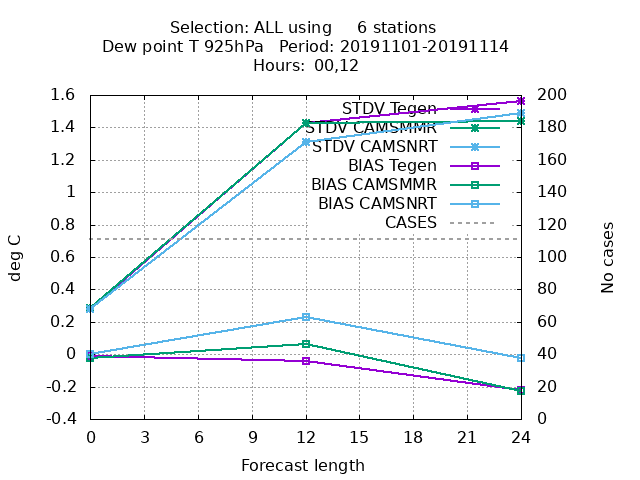 Selection: ALL using 6 stations
Dew point T 925hPa Period: 20191101-20191114
Hours: 00,12
1.6
1.4
1.2
1
0.8
0.6
0.4
0.2
0
-0.2
-0.4
deg C
STDV Tegen
STDV CAMSMMR
STDV CAMSNRT
BIAS Tegen
BIAS CAMSMMR
BIAS CAMSNRT
CASES
200
180
160
140
120
100
80
60
40
20
0
No cases
0 3 6 9 12 15 18 21 24
Forecast length